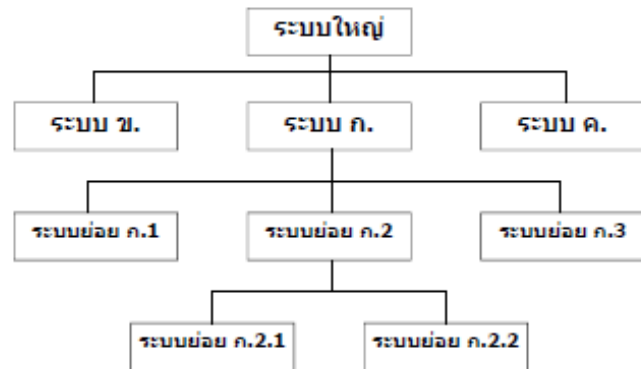 ระบบใหญ่
ระบบ ข.
ระบบ ก.
ระบบ ค.
ระบบย่อย ก.1
ระบบย่อย ก.2
ระบบย่อย ก.3
ระบบย่อย ก.2.1
ระบบย่อย ก.2.2